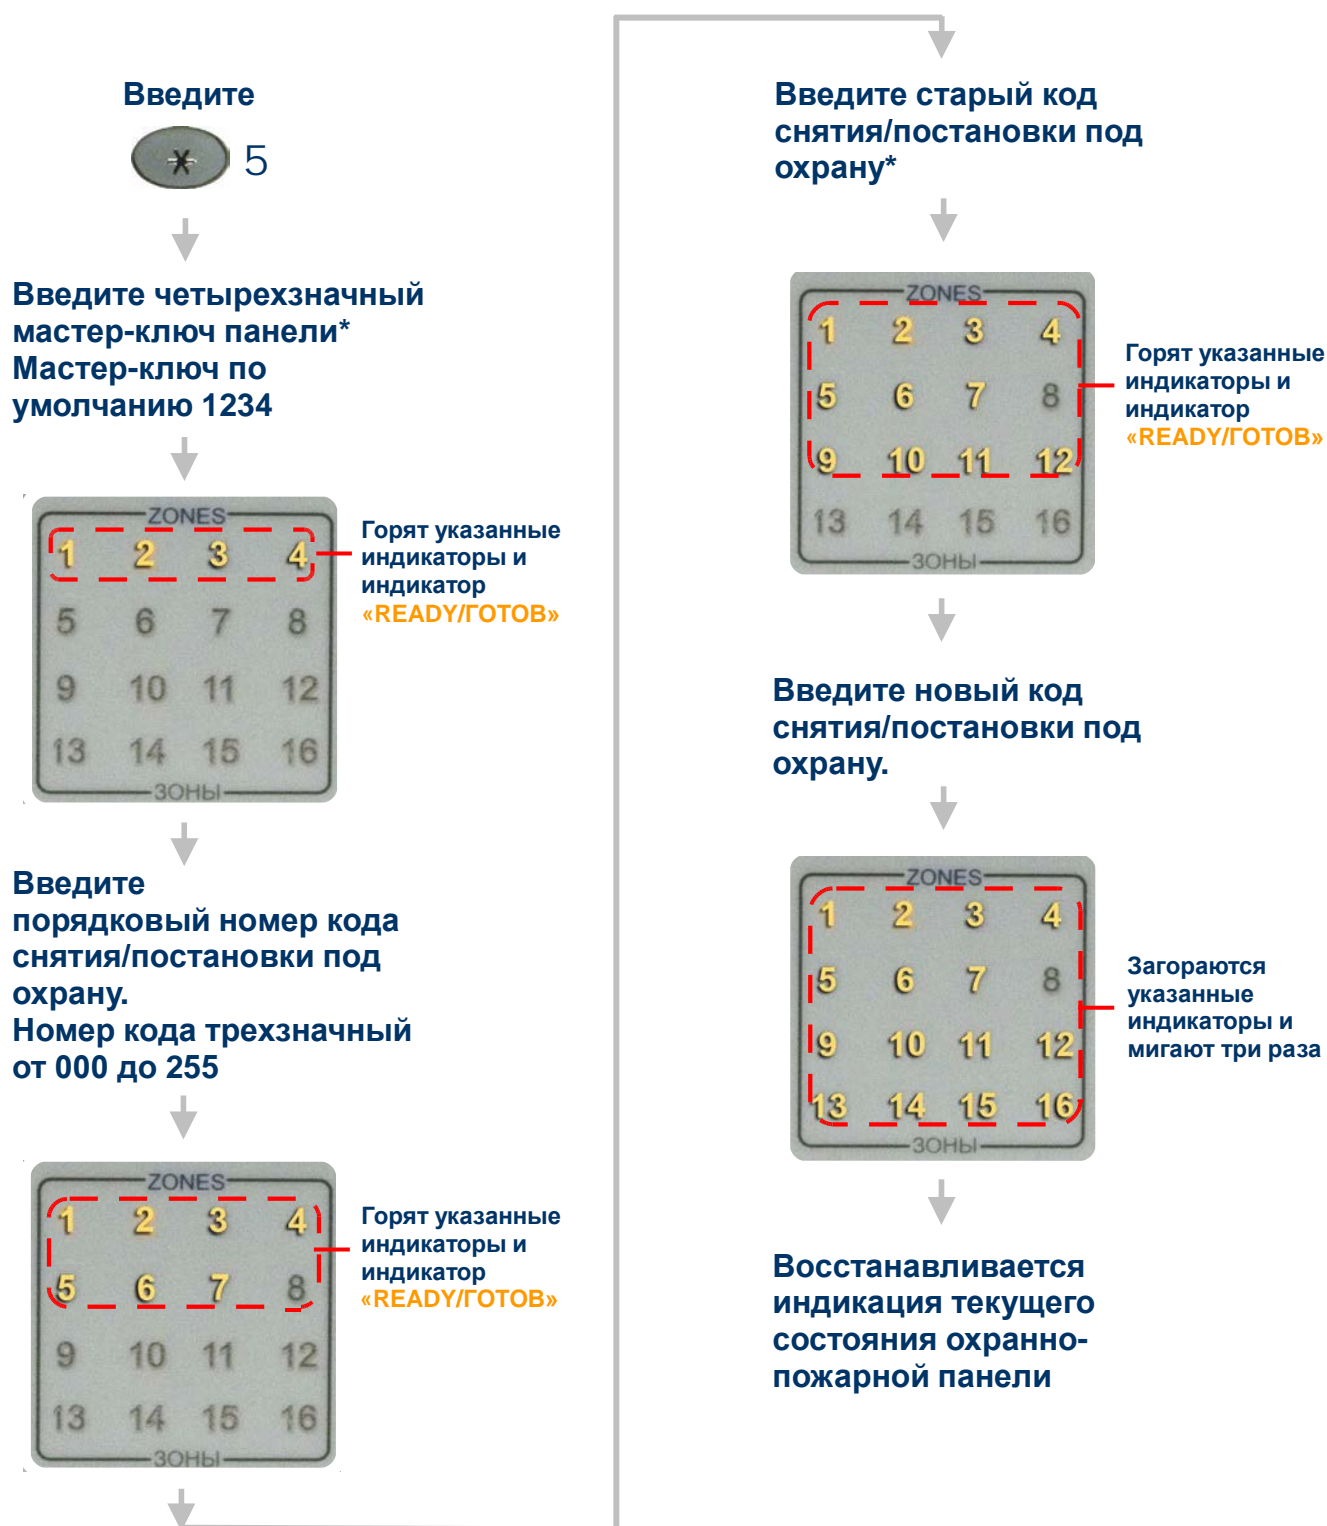 Введите
* 5
Введите четырехзначный
мастер-ключ панели*
Мастер-ключ по
умолчанию 1234
ZONES
1 2 3 4
5 6 7 8
9 10 11 12
13 14 15 16
ЗОНЫ
Горят указанные
индикаторы и
индикатор
«READY/ГОТОВ»
Введите
порядковый номер кода
снятия/постановки под
охрану.
Номер кода трехзначный
от 000 до 255
ZONES
1 2 3 4
5 6 7 8
9 10 11 12
13 14 15 16
ЗОНЫ
Горят указанные
индикаторы и
индикатор
«READY/ГОТОВ»
Введите старый код
снятия/постановки под
охрану*
ZONES
1 2 3 4
5 6 7 8
9 10 11 12
13 14 15 16
ЗОНЫ
Горят указанные
индикаторы и
индикатор
«READY/ГОТОВ»
Введите новый код
снятия/постановки под
охрану.
ZONES
1 2 3 4
5 6 7 8
9 10 11 12
13 14 15 16
ЗОНЫ
Загораются
указанные
индикаторы и
мигают три раза
Восстанавливается
индикация текущего
состояния охранно-
пожарной панели